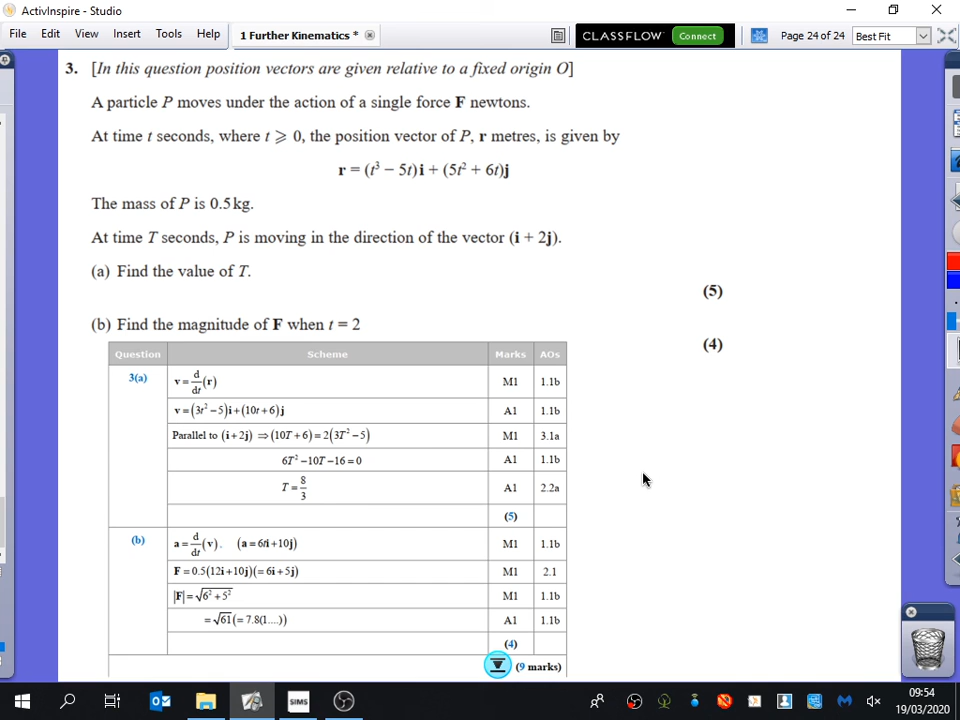 ActivInspire - Studio
File Edit View Insert Tools Help
1 Further Kinematics *
CLASSFLOW Connect
Page 24 of 24
Best Fit
3. [In this question position vectors are given relative to a fixed origin O]
A particle P moves under the action of a single force F newtons.
At time t seconds, where t ⩾ 0, the position vector of P, r metres, is given by
r = (t³ − 5t)i + (5t² + 6t)j
The mass of P is 0.5 kg.
At time T seconds, P is moving in the direction of the vector (i + 2j).
(a) Find the value of T.
(5)
(b) Find the magnitude of F when t = 2
(4)
Question Scheme Marks AOs
3(a) v = d/dt (r) M1 1.1b
v = (3t² − 5)i + (10t + 6)j A1 1.1b
Parallel to (i + 2j) ⇒ (10T + 6) = 2(3T² − 5) M1 3.1a
6T² − 10T − 16 = 0 A1 1.1b
T = 8/3 A1 2.2a
(5)
(b) a = d/dt (v). (a = 6ti + 10j) M1 1.1b
F = 0.5(12i + 10j)(= 6i + 5j) M1 2.1
|F| = √6² + 5² M1 1.1b
= √61 (= 7.8(1....)) A1 1.1b
(4)
(9 marks)
SIMS
09:54
19/03/2020